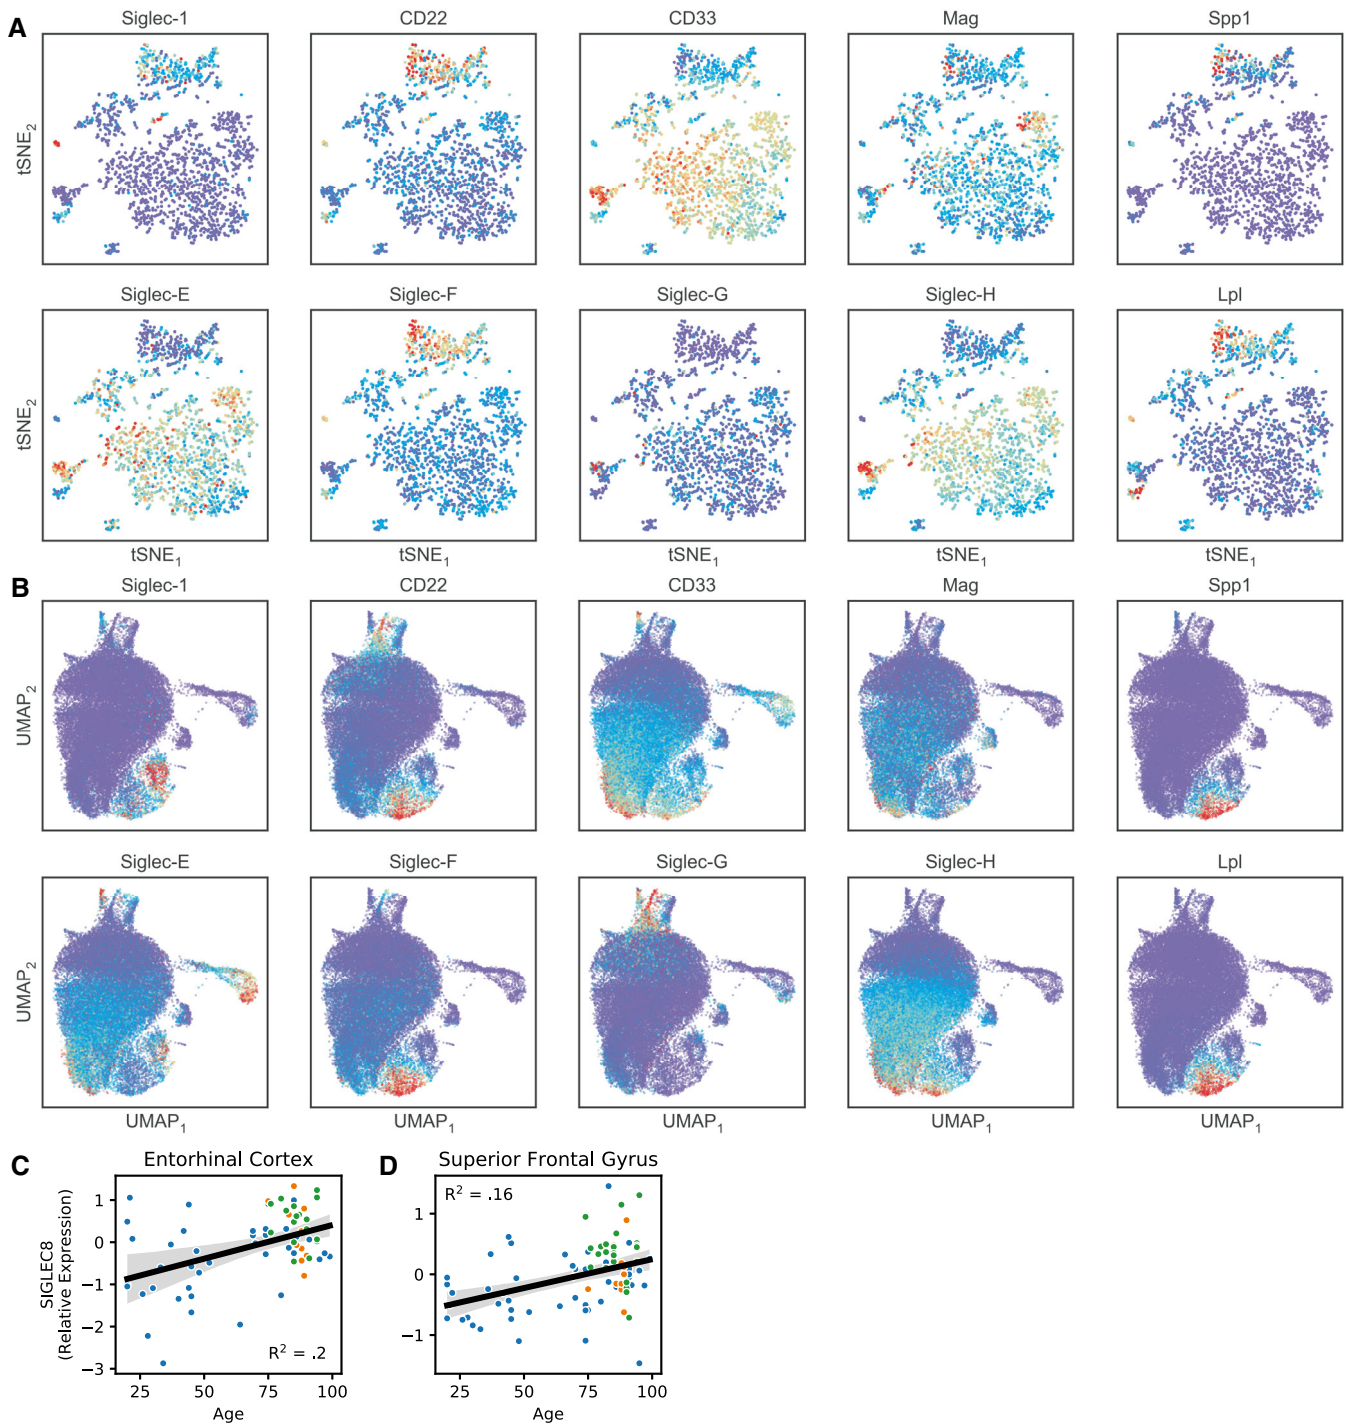 A
Siglec-1 CD22 CD33 Mag Spp1
tSNE2
Siglec-E Siglec-F Siglec-G Siglec-H Lpl
tSNE2
tSNE1 tSNE1 tSNE1 tSNE1 tSNE1
B
Siglec-1 CD22 CD33 Mag Spp1
UMAP2
Siglec-E Siglec-F Siglec-G Siglec-H Lpl
UMAP2
UMAP1 UMAP1 UMAP1 UMAP1 UMAP1
C
Entorhinal Cortex
SIGLEC8
(Relative Expression)
1
0
−1
−2
−3
R² = .2
25 50 75 100
Age
D
Superior Frontal Gyrus
R² = .16
1
0
−1
25 50 75 100
Age